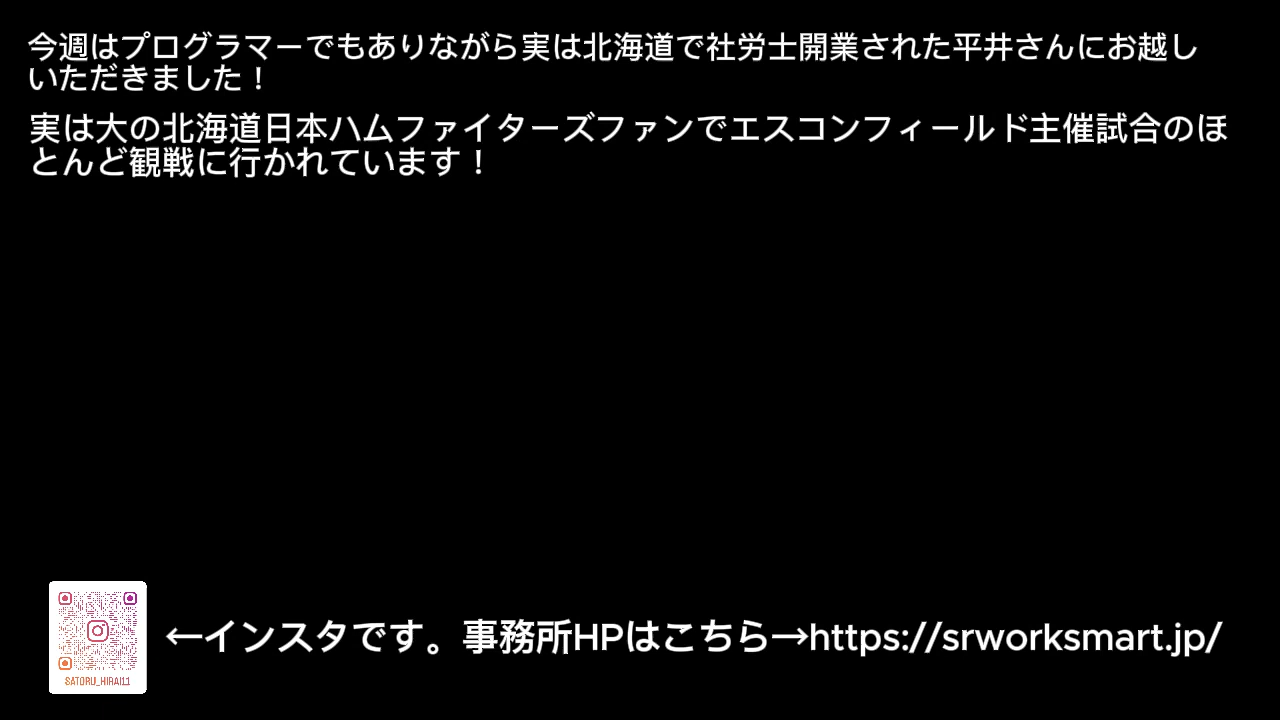 今週はプログラマーでもありながら実は北海道で社労士開業された平井さんにお越し
いただきました！
実は大の北海道日本ハムファイターズファンでエスコンフィールド主催試合のほ
とんど観戦に行かれています！
←インスタです。事務所HPはこちら→https://srworksmart.jp/
SATORU_HIRAI11